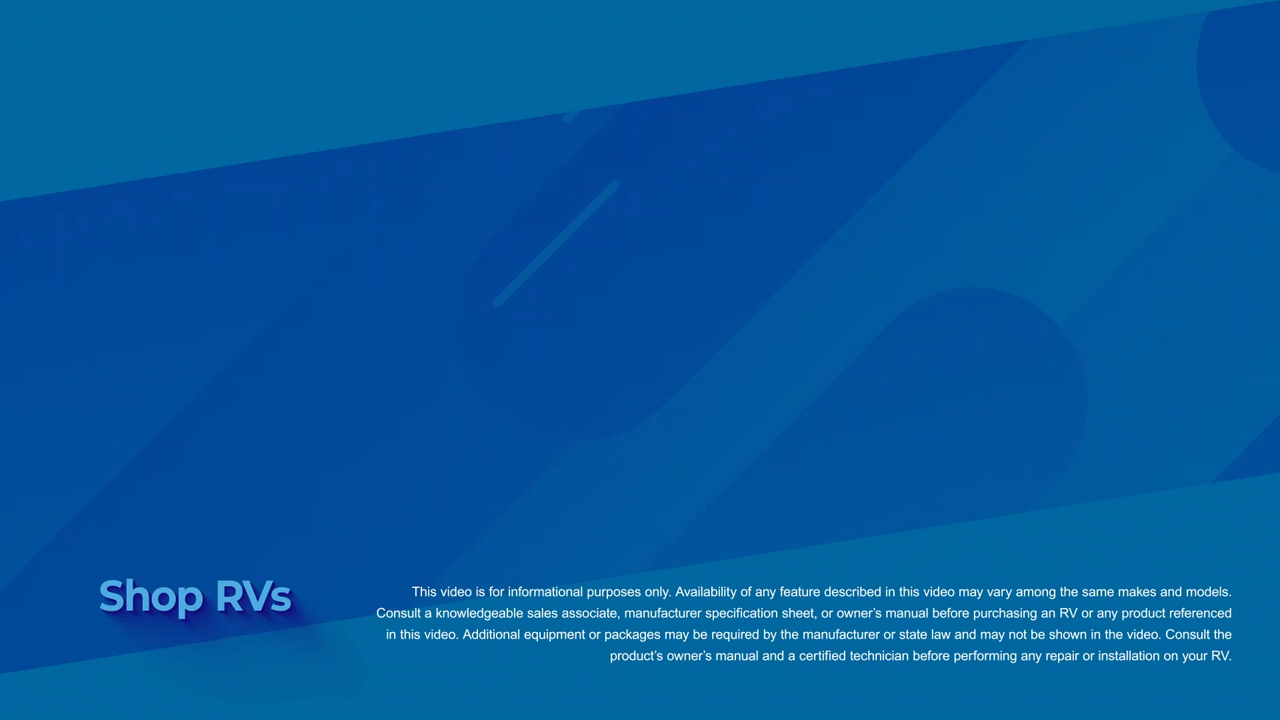 Shop RVs
This video is for informational purposes only. Availability of any feature described in this video may vary among the same makes and models.
Consult a knowledgeable sales associate, manufacturer specification sheet, or owner’s manual before purchasing an RV or any product referenced
in this video. Additional equipment or packages may be required by the manufacturer or state law and may not be shown in the video. Consult the
product’s owner’s manual and a certified technician before performing any repair or installation on your RV.